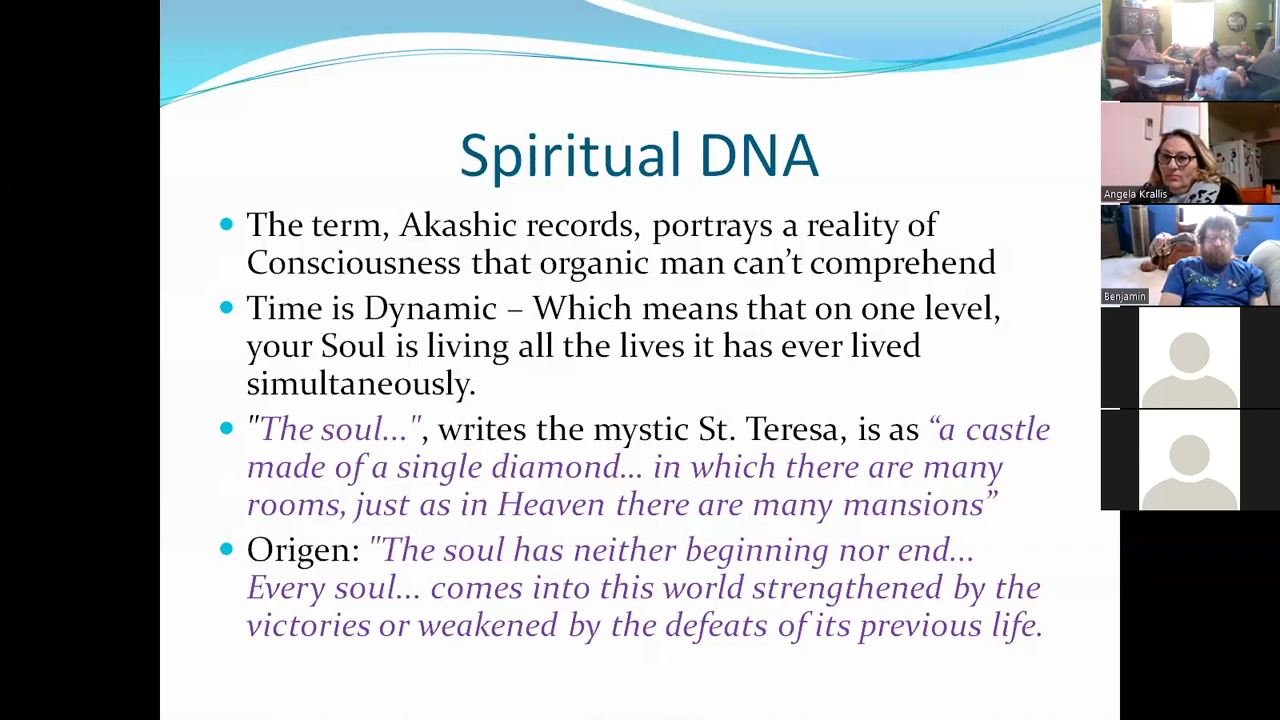 Spiritual DNA
The term, Akashic records, portrays a reality of
Consciousness that organic man can’t comprehend
Time is Dynamic – Which means that on one level,
your Soul is living all the lives it has ever lived
simultaneously.
"The soul...", writes the mystic St. Teresa, is as “a castle
made of a single diamond... in which there are many
rooms, just as in Heaven there are many mansions”
Origen: "The soul has neither beginning nor end...
Every soul... comes into this world strengthened by the
victories or weakened by the defeats of its previous life.
Angela Krallis
Benjamin